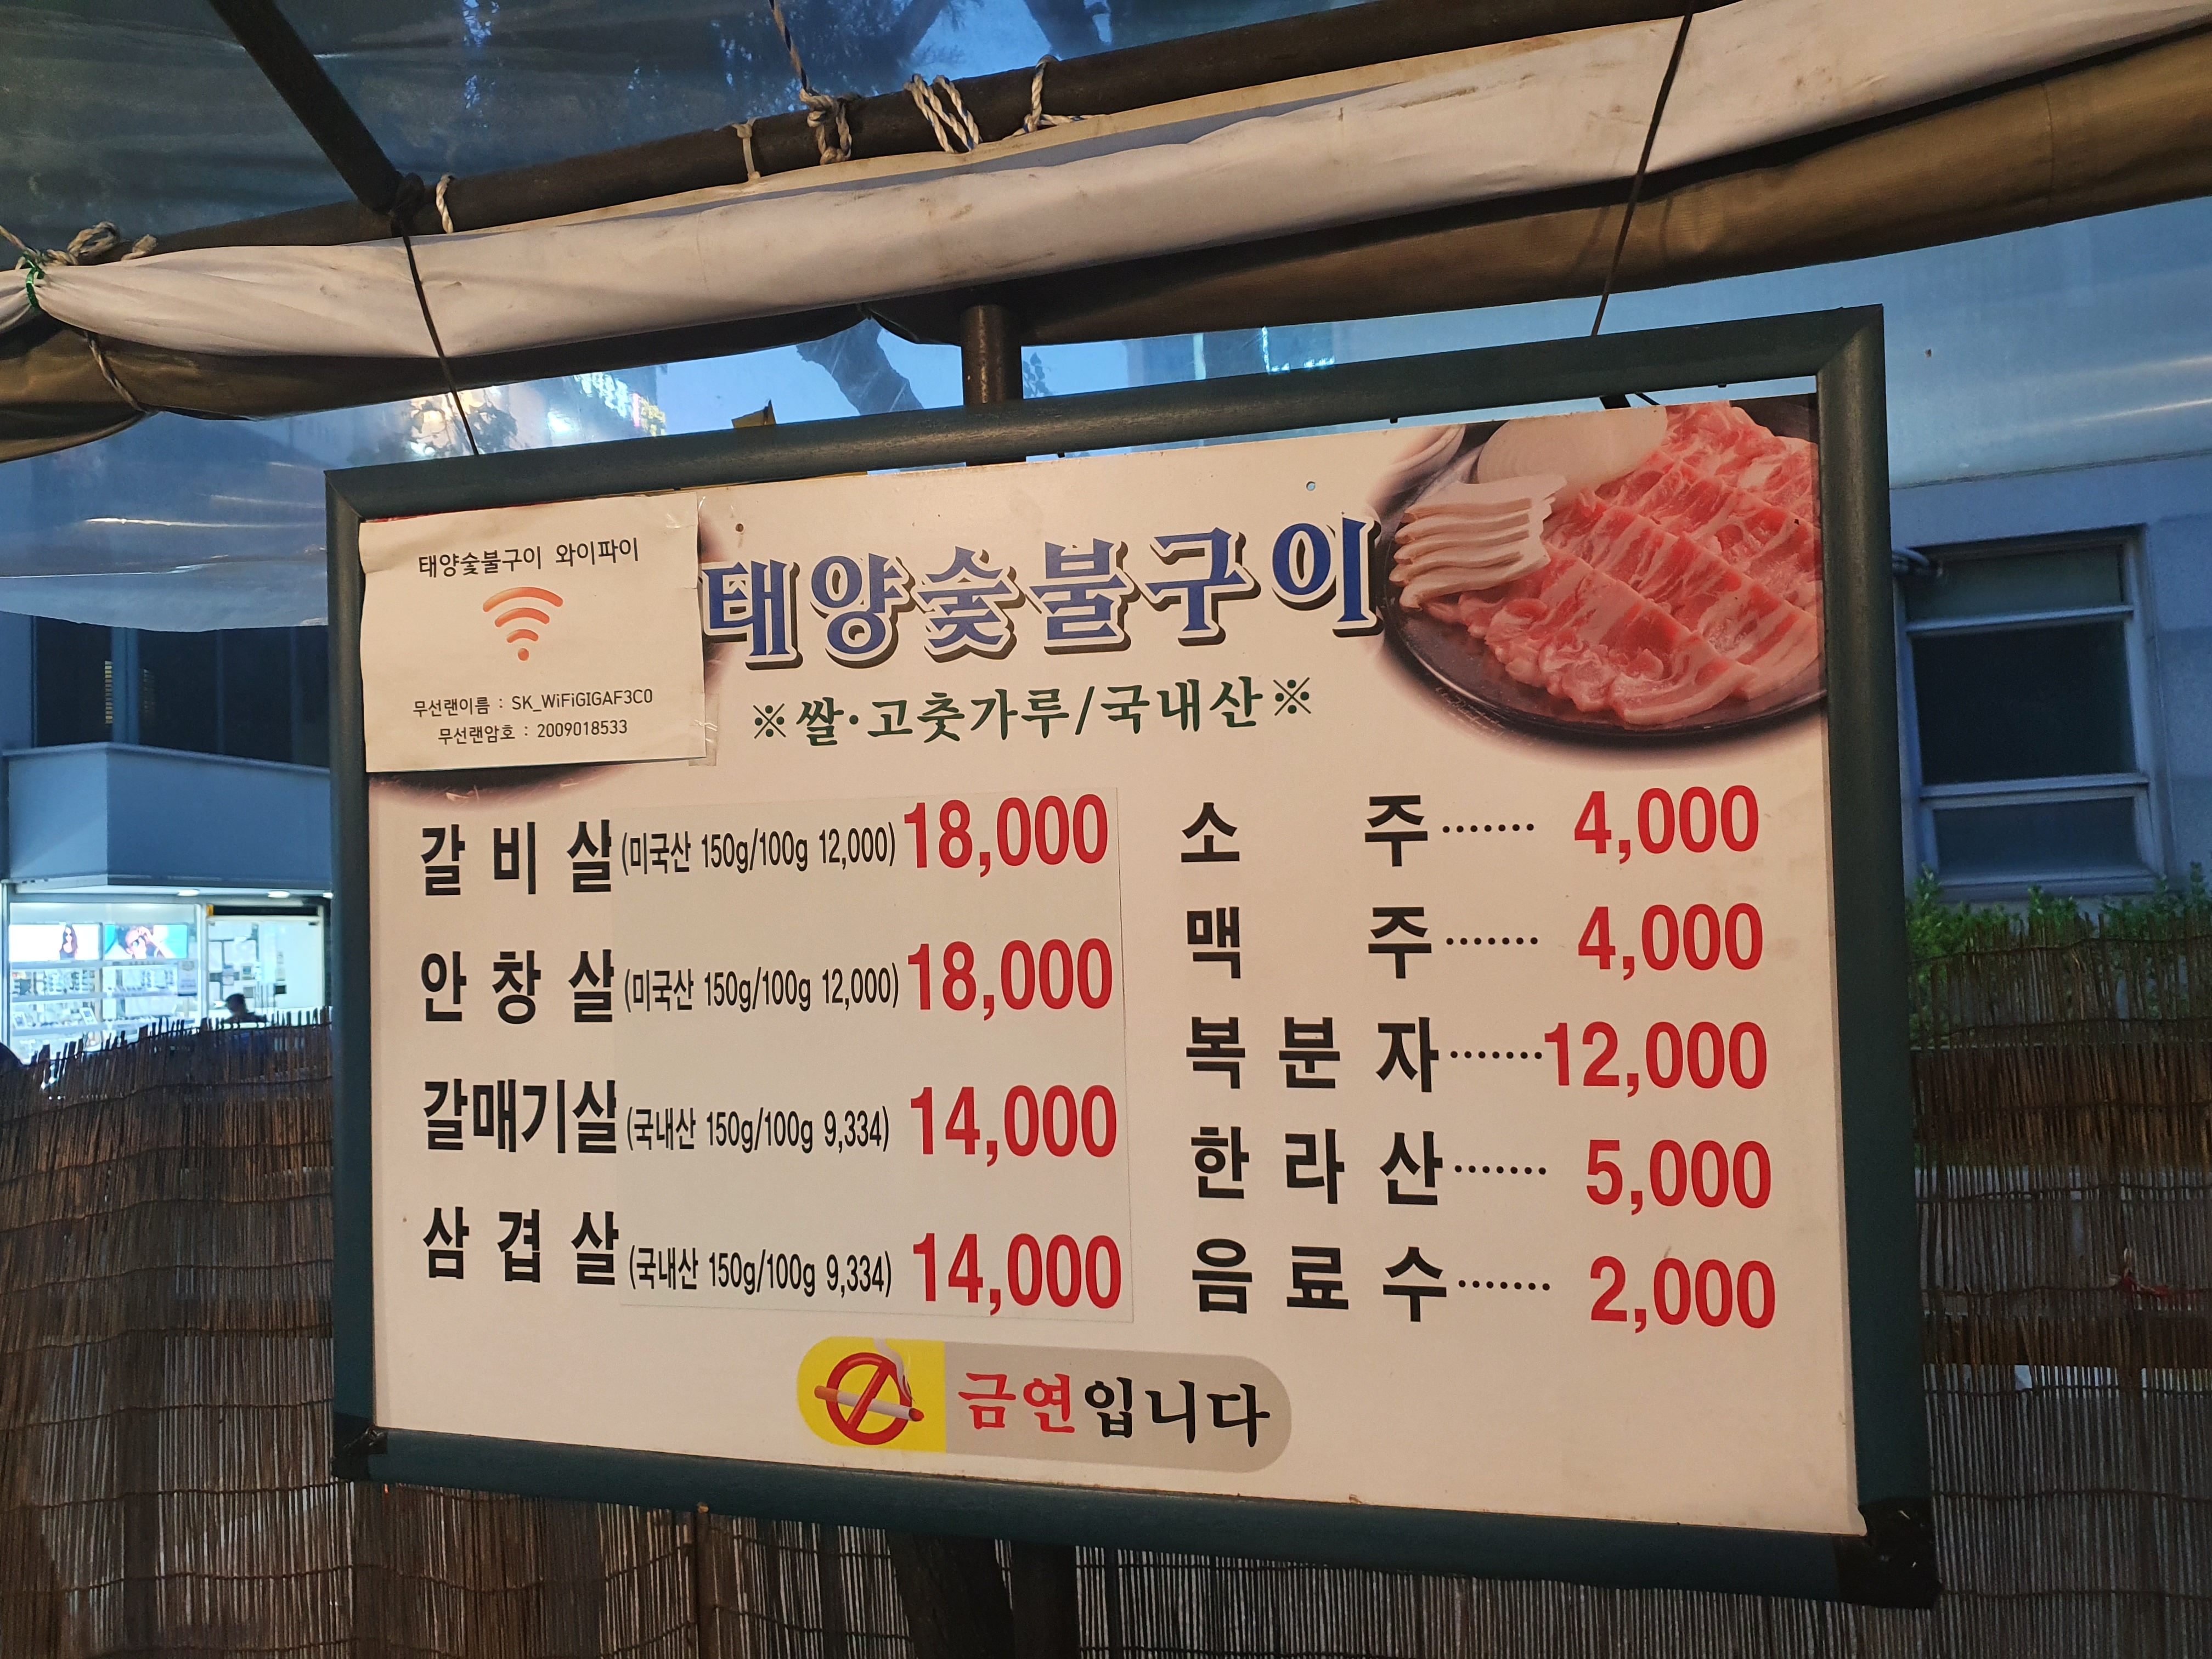 태양숯불구이 와이파이
무선랜이름 : SK_WiFiGIGAF3C0
무선랜암호 : 2009018533
태양숯불구이
※쌀·고춧가루/국내산※
갈비살(미국산 150g/100g 12,000) 18,000
안창살(미국산 150g/100g 12,000) 18,000
갈매기살(국내산 150g/100g 9,334) 14,000
삼겹살(국내산 150g/100g 9,334) 14,000
소주······· 4,000
맥주······· 4,000
복분자·······12,000
한라산······· 5,000
음료수······· 2,000
금연입니다